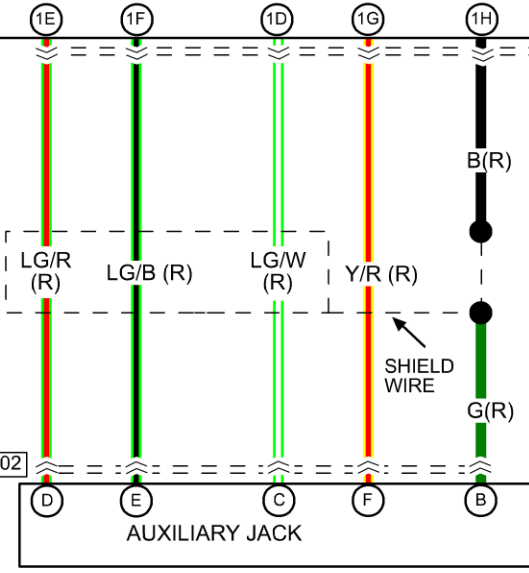 1E 1F 1D 1G 1H
B(R)
LG/R
(R)
LG/B (R)
LG/W
(R)
Y/R (R)
SHIELD
WIRE
G(R)
02
D E C F B
AUXILIARY JACK